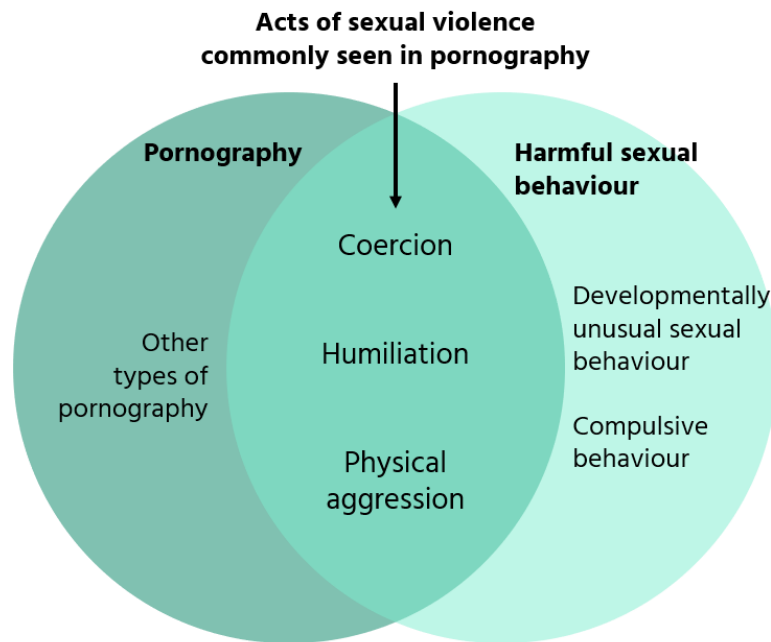 Acts of sexual violence
commonly seen in pornography
Pornography
Harmful sexual
behaviour
Coercion
Humiliation
Physical
aggression
Other
types of
pornography
Developmentally
unusual sexual
behaviour
Compulsive
behaviour